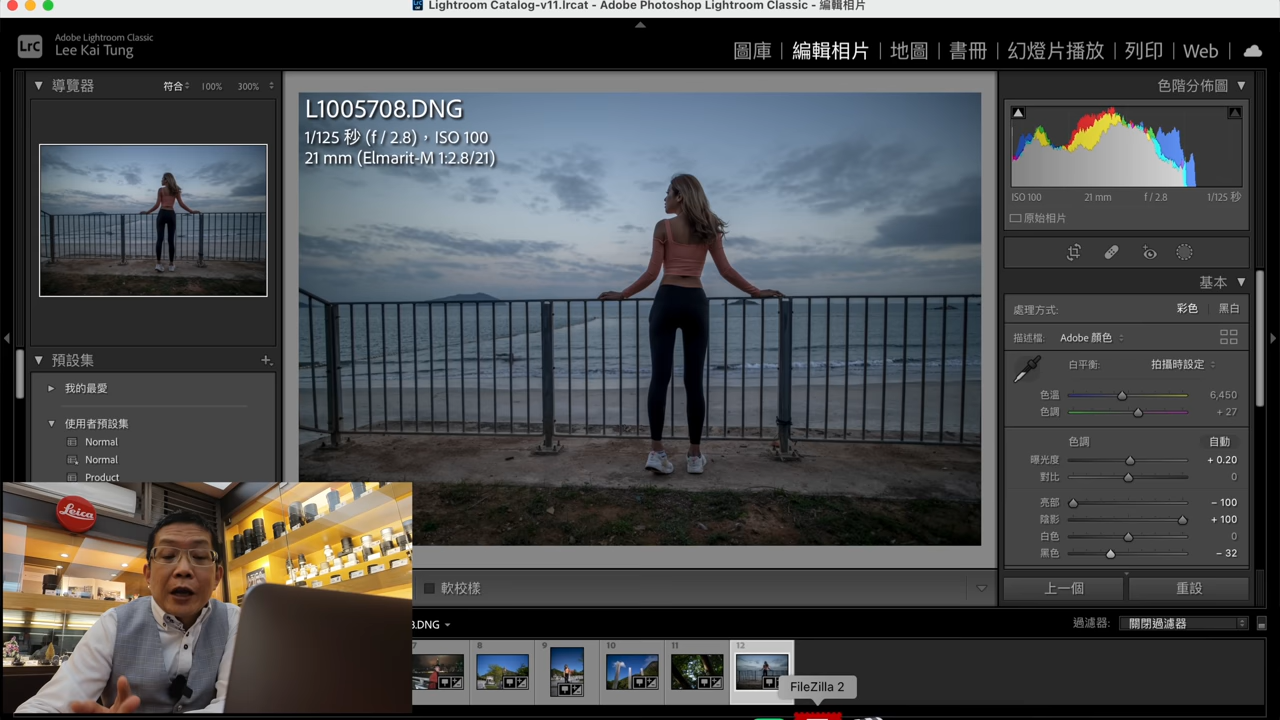 Lightroom Catalog-v11.lrcat - Adobe Photoshop Lightroom Classic - 編輯相片
LrC
Adobe Lightroom Classic
Lee Kai Tung
圖庫 | 編輯相片 | 地圖 | 書冊 | 幻燈片播放 | 列印 | Web
導覽器
符合 100% 300%
L1005708.DNG
1/125 秒 (f / 2.8)，ISO 100
21 mm (Elmarit-M 1:2.8/21)
預設集
我的最愛
使用者預設集
Normal
Normal
Product
Leica
軟校樣
色階分佈圖
ISO 100 21 mm f / 2.8 1/125 秒
原始相片
基本
處理方式: 彩色 黑白
描述檔: Adobe 顏色
白平衡: 拍攝時設定
色溫 6,450
色調 + 27
色調 自動
曝光度 + 0.20
對比 0
亮部 − 100
陰影 + 100
白色 0
黑色 − 32
上一個 重設
.DNG
過濾器: 關閉過濾器
7 8 9 10 11 12
FileZilla 2